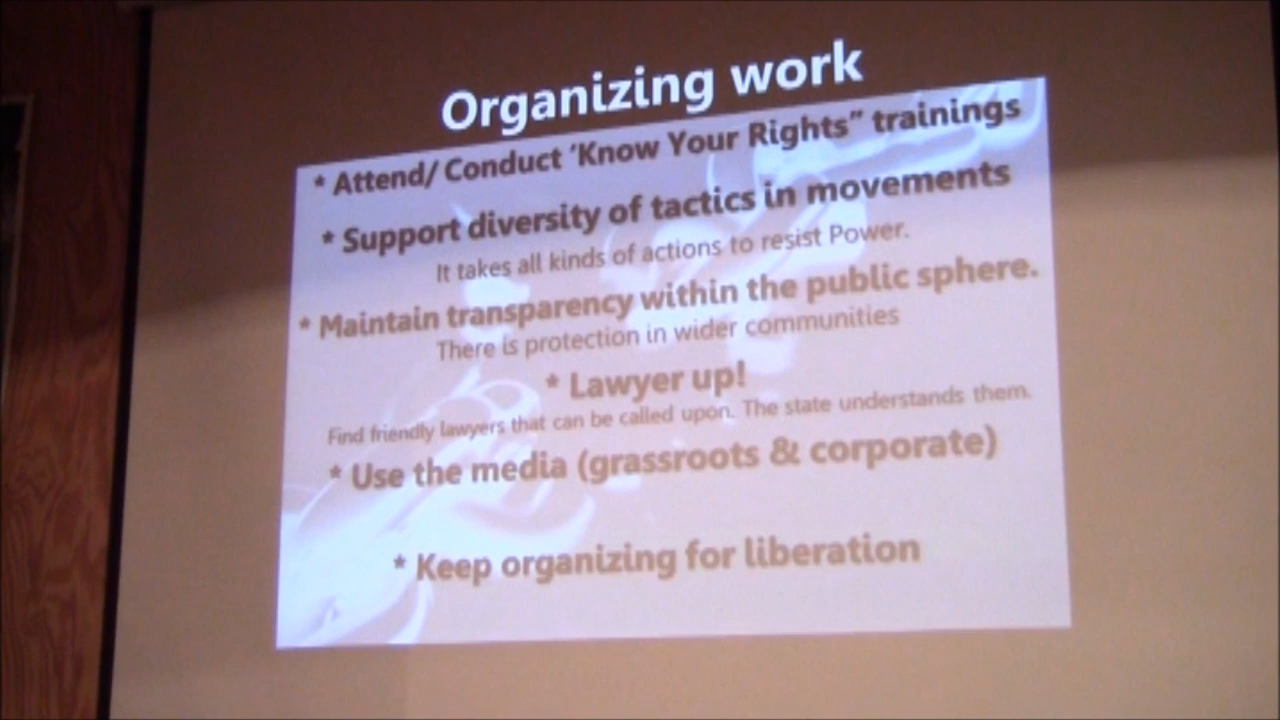 Organizing work
* Attend/ Conduct ‘Know Your Rights” trainings
* Support diversity of tactics in movements
It takes all kinds of actions to resist Power.
* Maintain transparency within the public sphere.
There is protection in wider communities
* Lawyer up!
Find friendly lawyers that can be called upon. The state understands them.
* Use the media (grassroots & corporate)
* Keep organizing for liberation